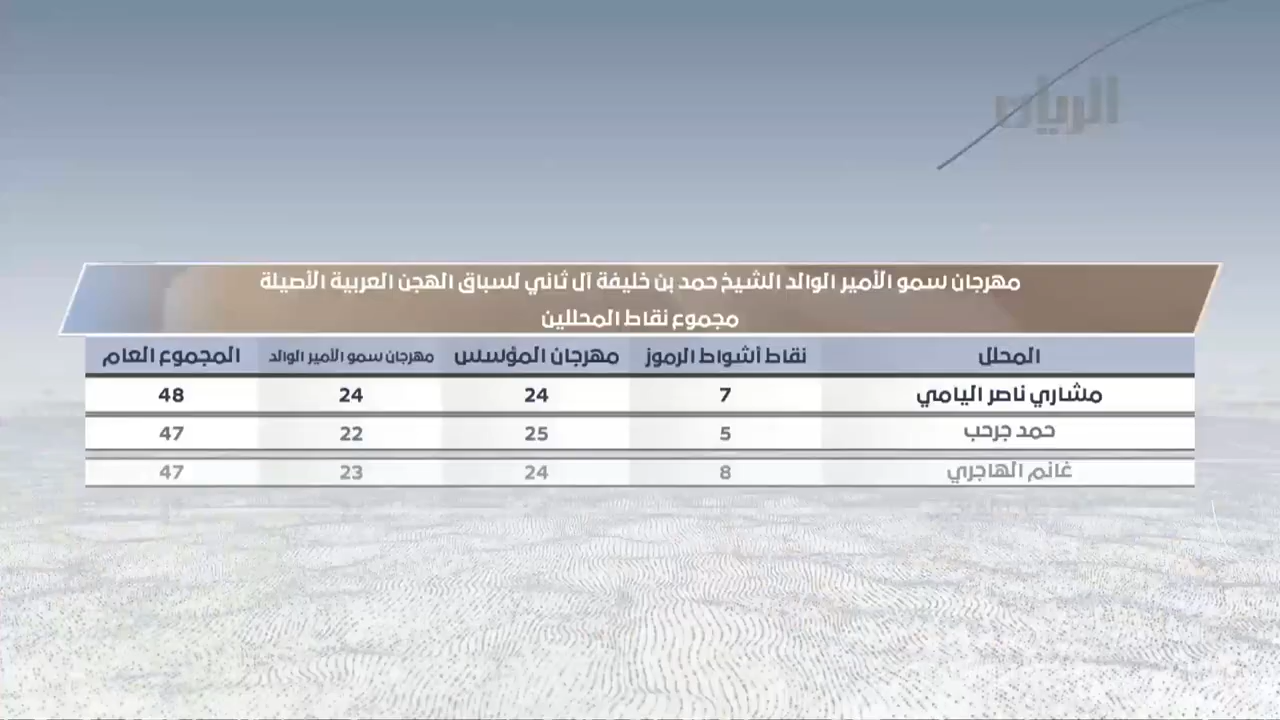 الريان
مهرجان سمو الأمير الوالد الشيخ حمد بن خليفة آل ثاني لسباق الهجن العربية الأصيلة
مجموع نقاط المحللين
المحلل نقاط أشواط الرموز مهرجان المؤسس مهرجان سمو الأمير الوالد المجموع العام
مشاري ناصر اليامي 7 24 24 48
حمد جرحب 5 25 22 47
غانم الهاجري 8 24 23 47